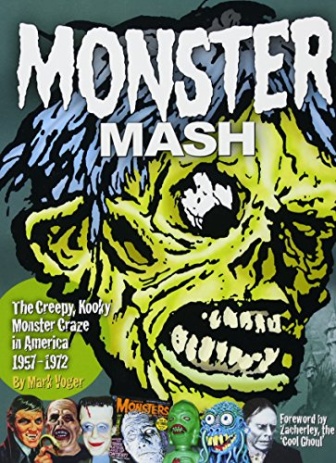 MONSTER
MASH
The Creepy, Kooky
Monster Craze
in America
1957-1972
By Mark Voger
MONSTERS
Foreword by
Zacherley, the
"Cool Ghoul